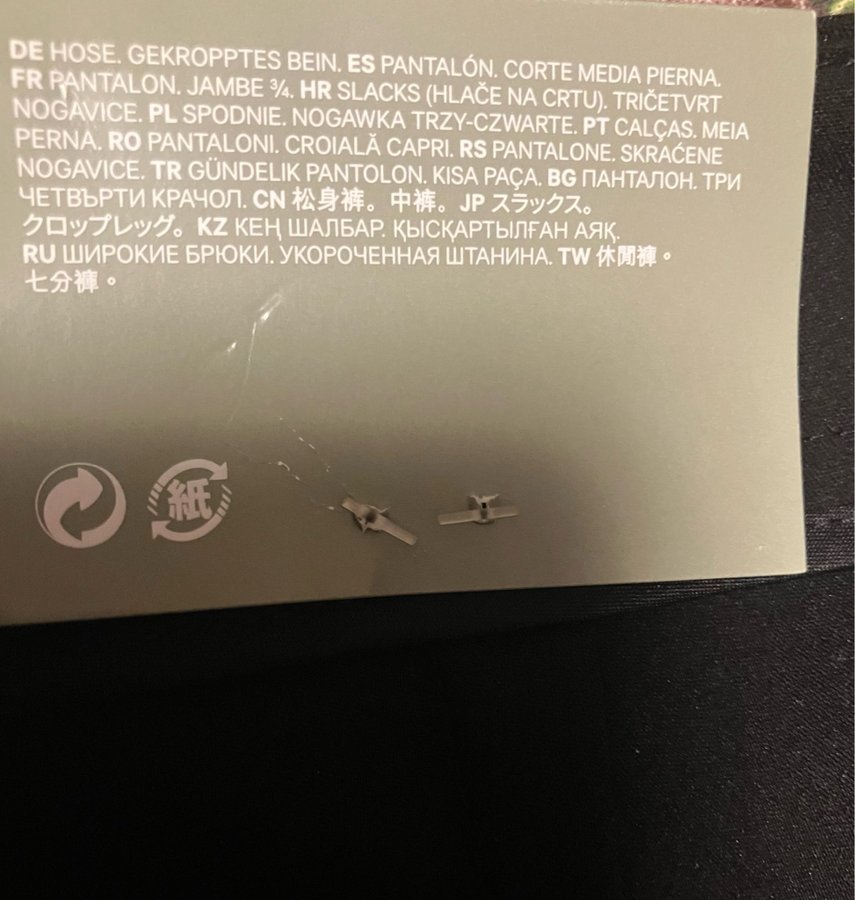 DE HOSE. GEKROPPTES BEIN. ES PANTALÓN. CORTE MEDIA PIERNA.
FR PANTALON. JAMBE ¾. HR SLACKS (HLAČE NA CRTU). TRIČETVRT
NOGAVICE. PL SPODNIE. NOGAWKA TRZY-CZWARTE. PT CALÇAS. MEIA
PERNA. RO PANTALONI. CROIALĂ CAPRI. RS PANTALONE. SKRAĆENE
NOGAVICE. TR GÜNDELIK PANTOLON. KISA PAÇA. BG ПАНТАЛОН. ТРИ
ЧЕТВЪРТИ КРАЧОЛ. CN 松身裤。中裤。JP スラックス。
クロップレッグ。KZ КЕҢ ШАЛБАР. ҚЫСҚАРТЫЛҒАН АЯҚ.
RU ШИРОКИЕ БРЮКИ. УКОРОЧЕННАЯ ШТАНИНА. TW 休閒褲。
七分褲。
紙